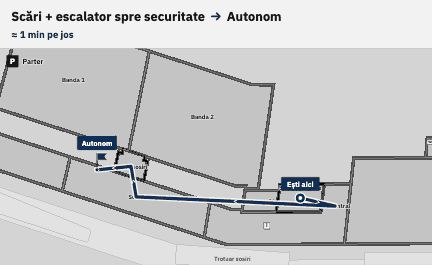 Scări + escalator spre securitate → Autonom
≈ 1 min pe jos
P Parter
Banda 1
Banda 2
Autonom
Ești aici
Trotuar sosiri